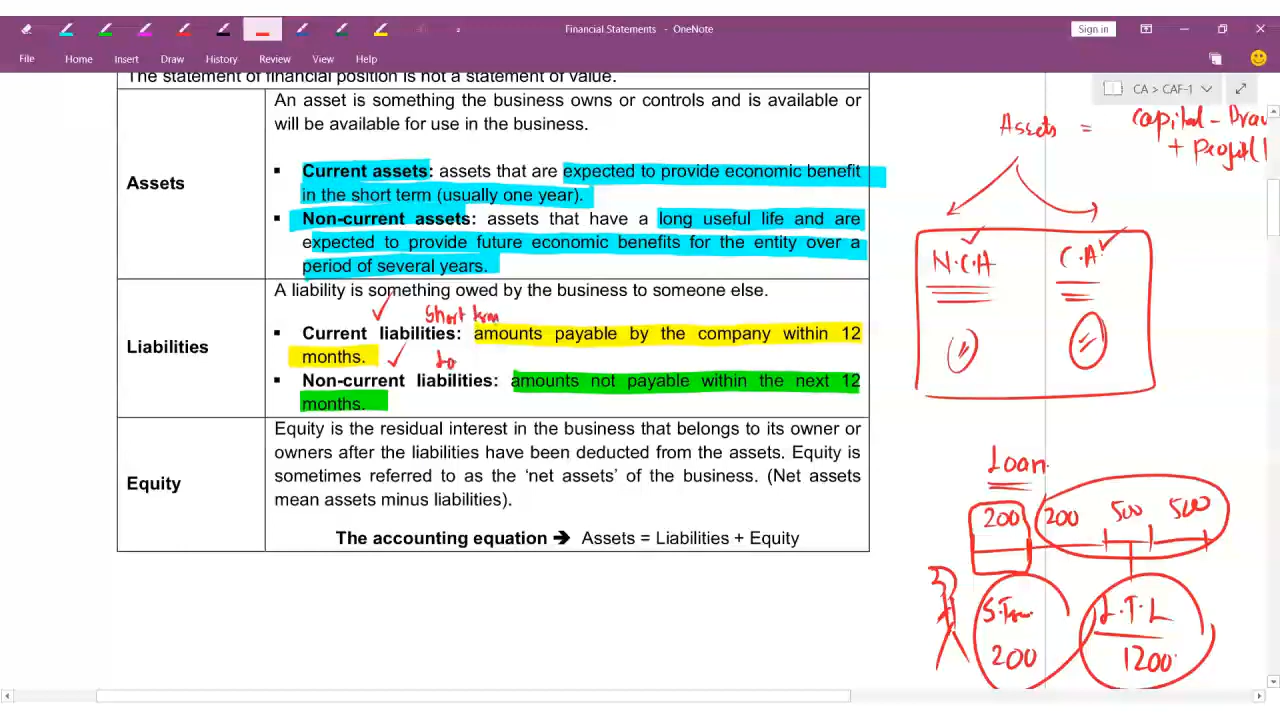 Financial Statements - OneNote
Sign in
File Home Insert Draw History Review View Help
CA > CAF-1
The statement of financial position is not a statement of value.
Assets
An asset is something the business owns or controls and is available or
will be available for use in the business.
▪ Current assets: assets that are expected to provide economic benefit
in the short term (usually one year).
▪ Non-current assets: assets that have a long useful life and are
expected to provide future economic benefits for the entity over a
period of several years.
Liabilities
A liability is something owed by the business to someone else.
Short term
▪ Current liabilities: amounts payable by the company within 12
months.
▪ Non-current liabilities: amounts not payable within the next 12
months.
Equity
Equity is the residual interest in the business that belongs to its owner or
owners after the liabilities have been deducted from the assets. Equity is
sometimes referred to as the ‘net assets’ of the business. (Net assets
mean assets minus liabilities).
The accounting equation ➔ Assets = Liabilities + Equity
Assets = capital - Draw
+ profit
N.C.A C.A
Loan
200 200 500 500
L.T.L
200 1200